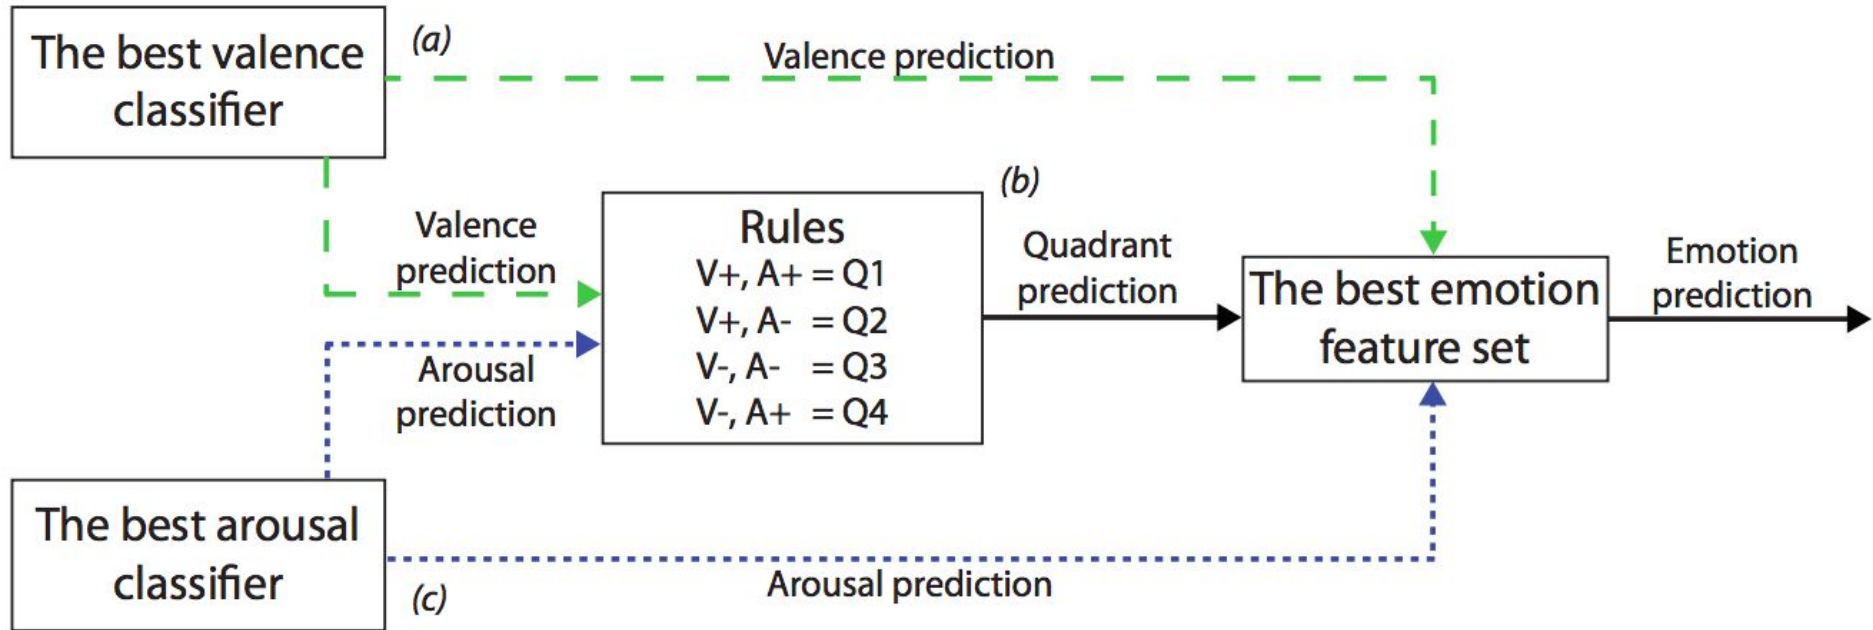 The best valence
classifier
(a)
Valence prediction
Valence
prediction
Rules
V+, A+ = Q1
V+, A- = Q2
V-, A- = Q3
V-, A+ = Q4
(b)
Quadrant
prediction
The best emotion
feature set
Emotion
prediction
Arousal
prediction
The best arousal
classifier
(c)
Arousal prediction